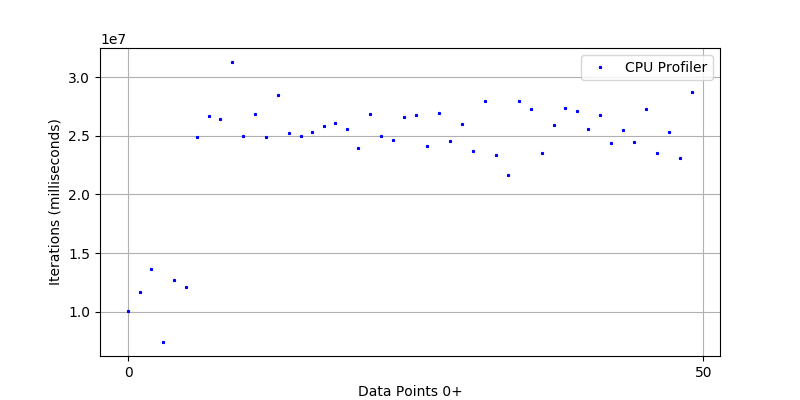 1e7
CPU Profiler
3.0
2.5
2.0
1.5
1.0
Iterations (milliseconds)
0
50
Data Points 0+